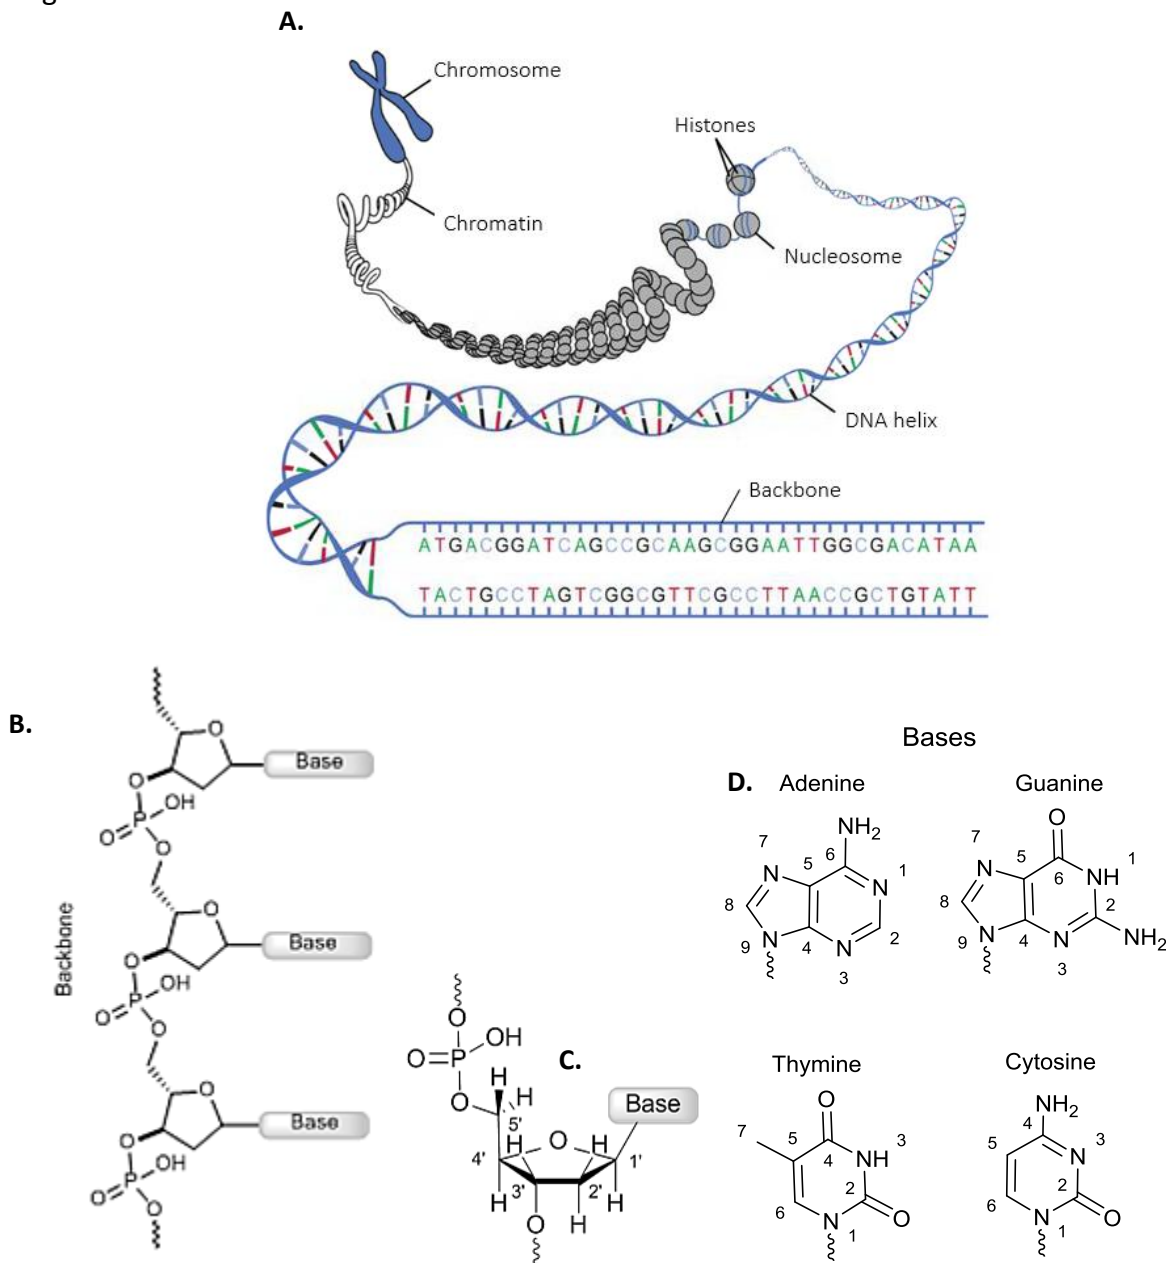 A.
Chromosome
Histones
Chromatin
Nucleosome
DNA helix
Backbone
ATGACGGATCAGCCGCAAGCGGAATTGGCGACATAA
TACTGCCTAGTCGGCGTTCGCCTTAACCGCTGTATT
B.
Backbone
O
Base
O
OH
P
O
O
O
Base
O
OH
P
O
O
O
Base
O
OH
P
O
O
C.
O
OH
O=P
O
H
H
5'
Base
4'
H
O
H
1'
3'
2'
H
H
H
O
Bases
D.
Adenine
NH2
7
6
5
1
N
N
8
9
N
4
N
2
3
Guanine
O
7
5
6
1
N
NH
8
2
9
N
4
N
NH2
3
Thymine
O
7
5
4
3
NH
2
6
N
1
O
Cytosine
NH2
4
5
3
N
2
6
N
1
O